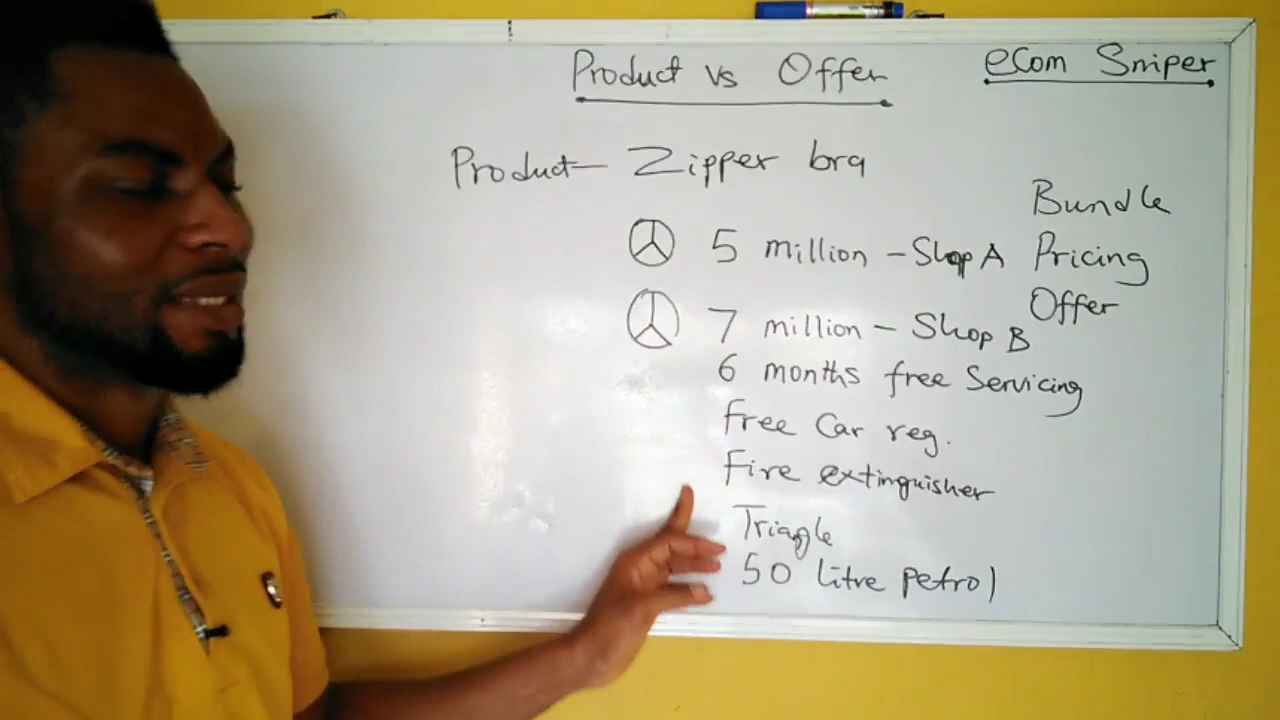 Product vs Offer
eCom Sniper
Product - Zipper bra
5 million - Shop A
7 million - Shop B
6 months free Servicing
free Car reg.
Fire extinguisher
Triagle
50 litre petrol
Bundle
Pricing
Offer